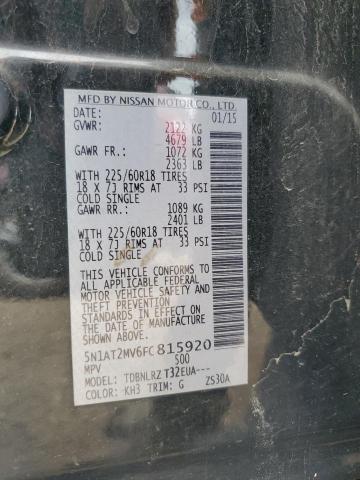 MFD BY NISSAN MOTOR CO., LTD.
DATE: 01/15
GVWR: 2122 KG
4679 LB
GAWR FR.: 1072 KG
2363 LB
WITH 225/60R18 TIRES
18 X 7J RIMS AT 33 PSI
COLD SINGLE
GAWR RR.: 1089 KG
2401 LB
WITH 225/60R18 TIRES
18 X 7J RIMS AT 33 PSI
COLD SINGLE
THIS VEHICLE CONFORMS TO
ALL APPLICABLE FEDERAL
MOTOR VEHICLE SAFETY AND
THEFT PREVENTION
STANDARDS IN EFFECT ON
THE DATE OF MANUFACTURE
SHOWN ABOVE.
5N1AT2MV6FC815920
MPV 500
MODEL: TDBNLRZ T32EUA---
COLOR: KH3 TRIM: G ZS30A